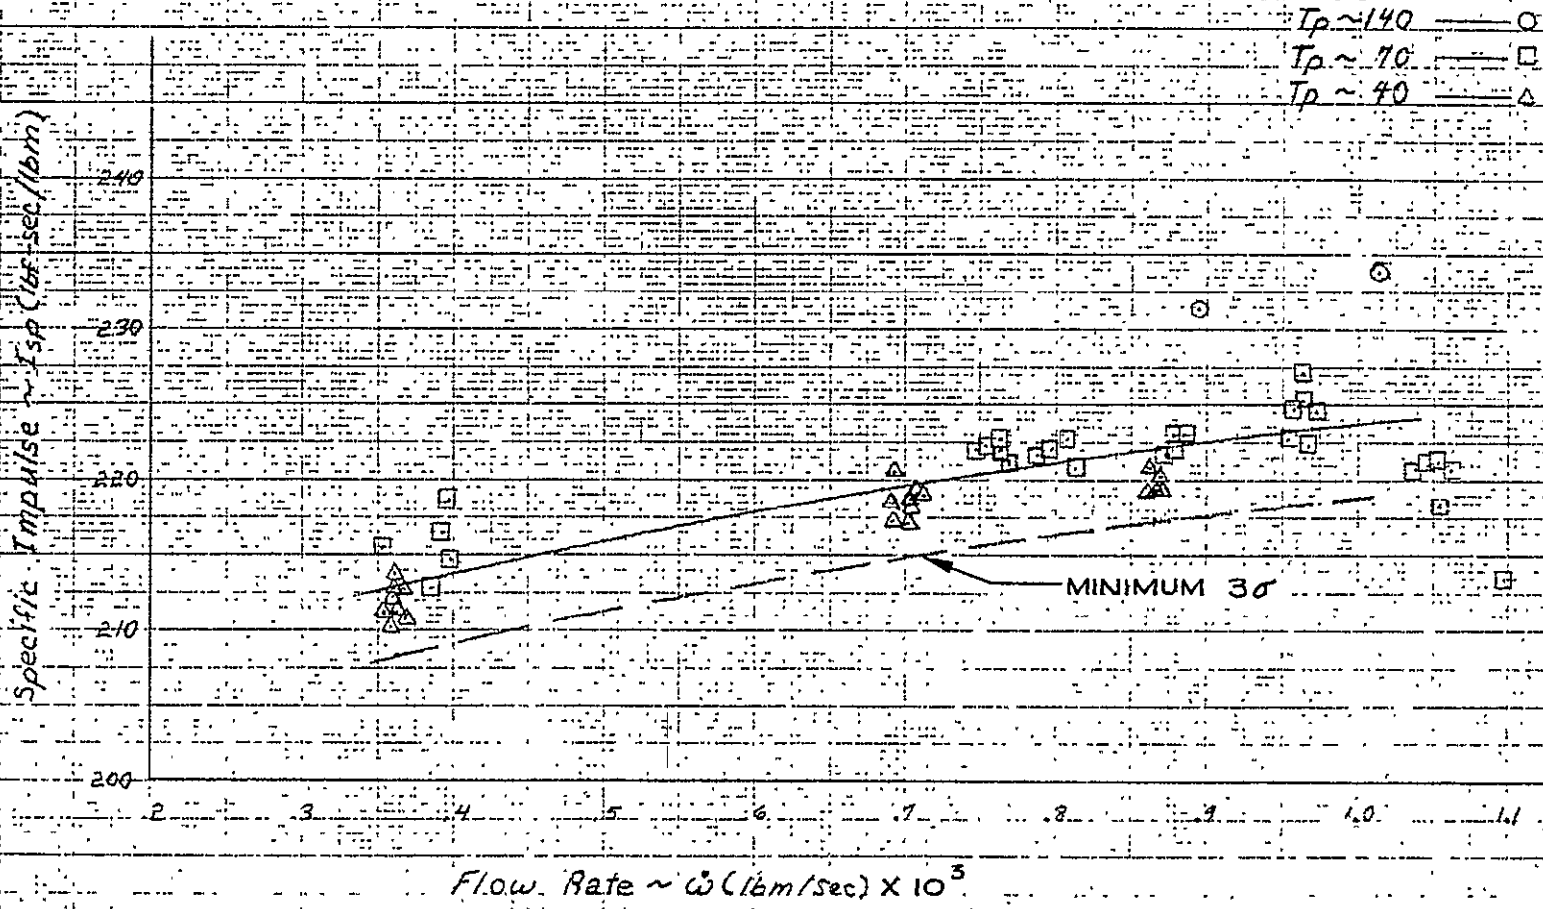 Tp ~ 140
Tp ~ 70
Tp ~ 40
Specific Impulse ~ Isp (lbf-sec/lbm)
240
230
220
210
200
.2 .3 .4 .5 .6 .7 .8 .9 1.0 1.1
MINIMUM 3σ
Flow Rate ~ ω̇ (lbm/sec) X 10³